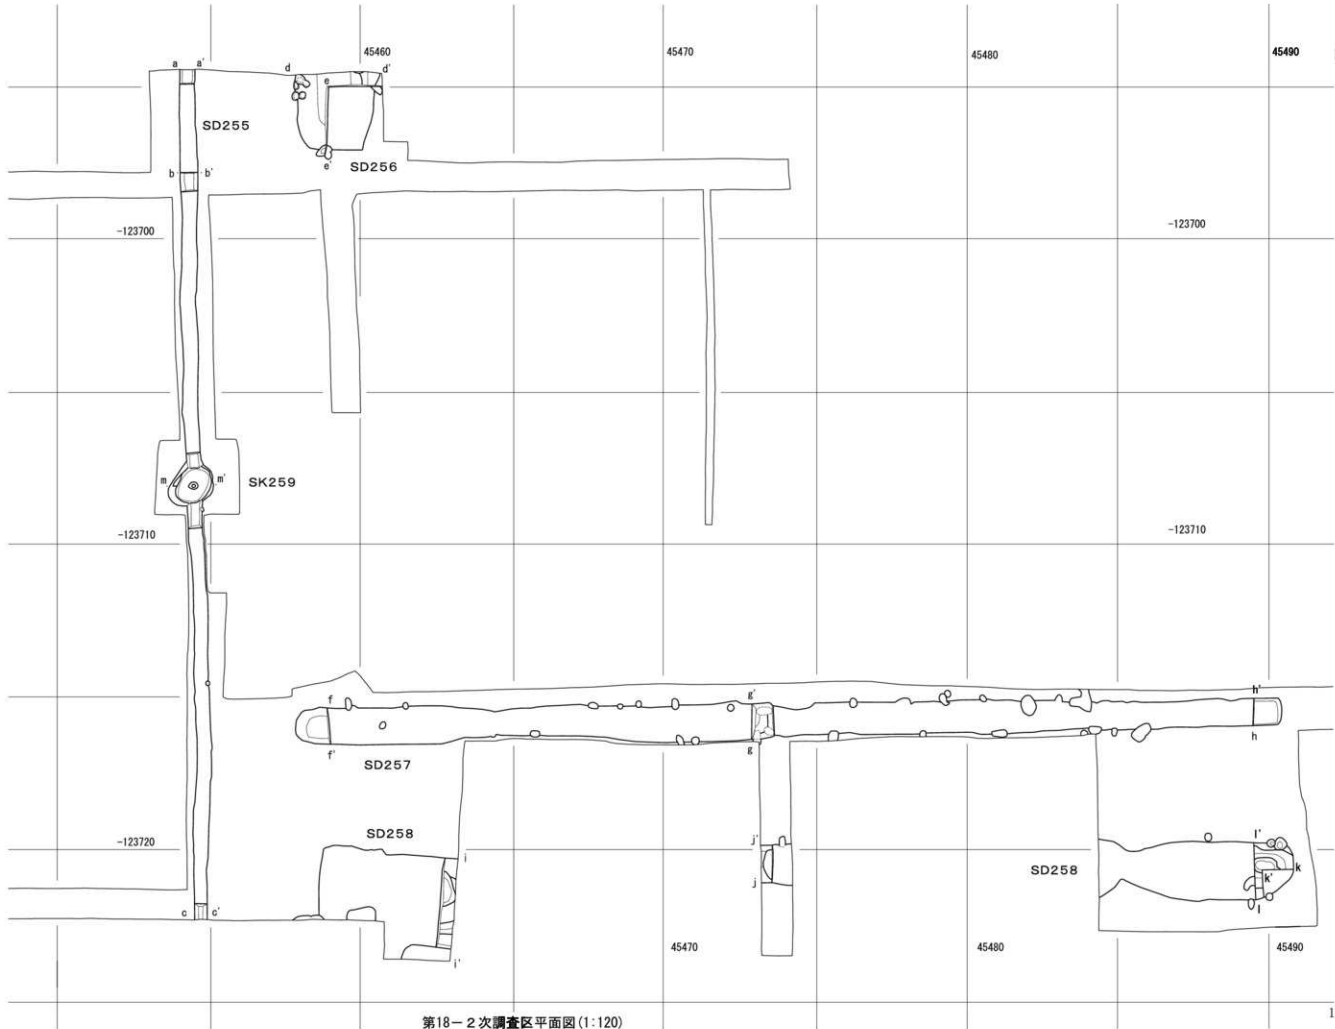 45460
45470
45480
45490
a a'
d
e
d'
SD255
b b'
e'
SD256
-123700
-123700
m
m'
SK259
-123710
-123710
f
g'
h'
f'
g
h
SD257
-123720
SD258
i
j'
j
l'
k
k'
l
SD258
c c'
i'
45470
45480
45490
第18－2次調査区平面図(1:120)